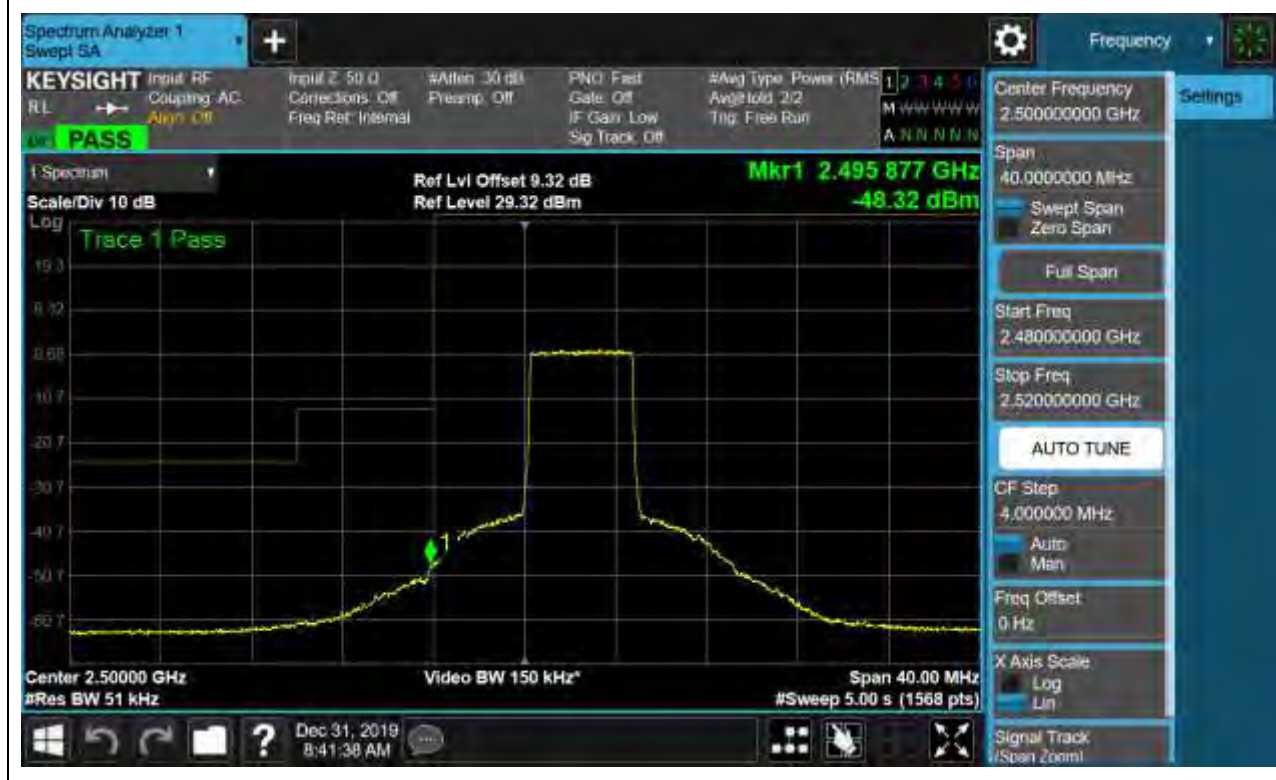 Spectrum Analyzer 1
Swept SA
+
Frequency
KEYSIGHT Input: RF
RL
Coupling: AC
Align: Off
PASS
Input Z: 50 Ω
Corrections: Off
Freq Ref: Internal
#Atten: 30 dB
Preamp: Off
PNO: Fast
Gate: Off
IF Gain: Low
Sig Track: Off
#Avg Type: Power (RMS
Avg|Hold: 2/2
Trig: Free Run
1 2 3 4 5 6
M W W W W W
A N N N N N
1 Spectrum
Scale/Div 10 dB
Ref Lvl Offset 9.32 dB
Ref Level 29.32 dBm
Mkr1 2.495 877 GHz
-48.32 dBm
Log
Trace 1 Pass
19.3
9.32
-0.68
-10.7
-20.7
-30.7
-40.7
-50.7
-60.7
1
Center 2.50000 GHz
#Res BW 51 kHz
Video BW 150 kHz*
Span 40.00 MHz
#Sweep 5.00 s (1568 pts)
Dec 31, 2019
8:41:38 AM
?
Center Frequency
2.500000000 GHz
Settings
Span
40.0000000 MHz
Swept Span
Zero Span
Full Span
Start Freq
2.480000000 GHz
Stop Freq
2.520000000 GHz
AUTO TUNE
CF Step
4.000000 MHz
Auto
Man
Freq Offset
0 Hz
X Axis Scale
Log
Lin
Signal Track
(Span Zoom)